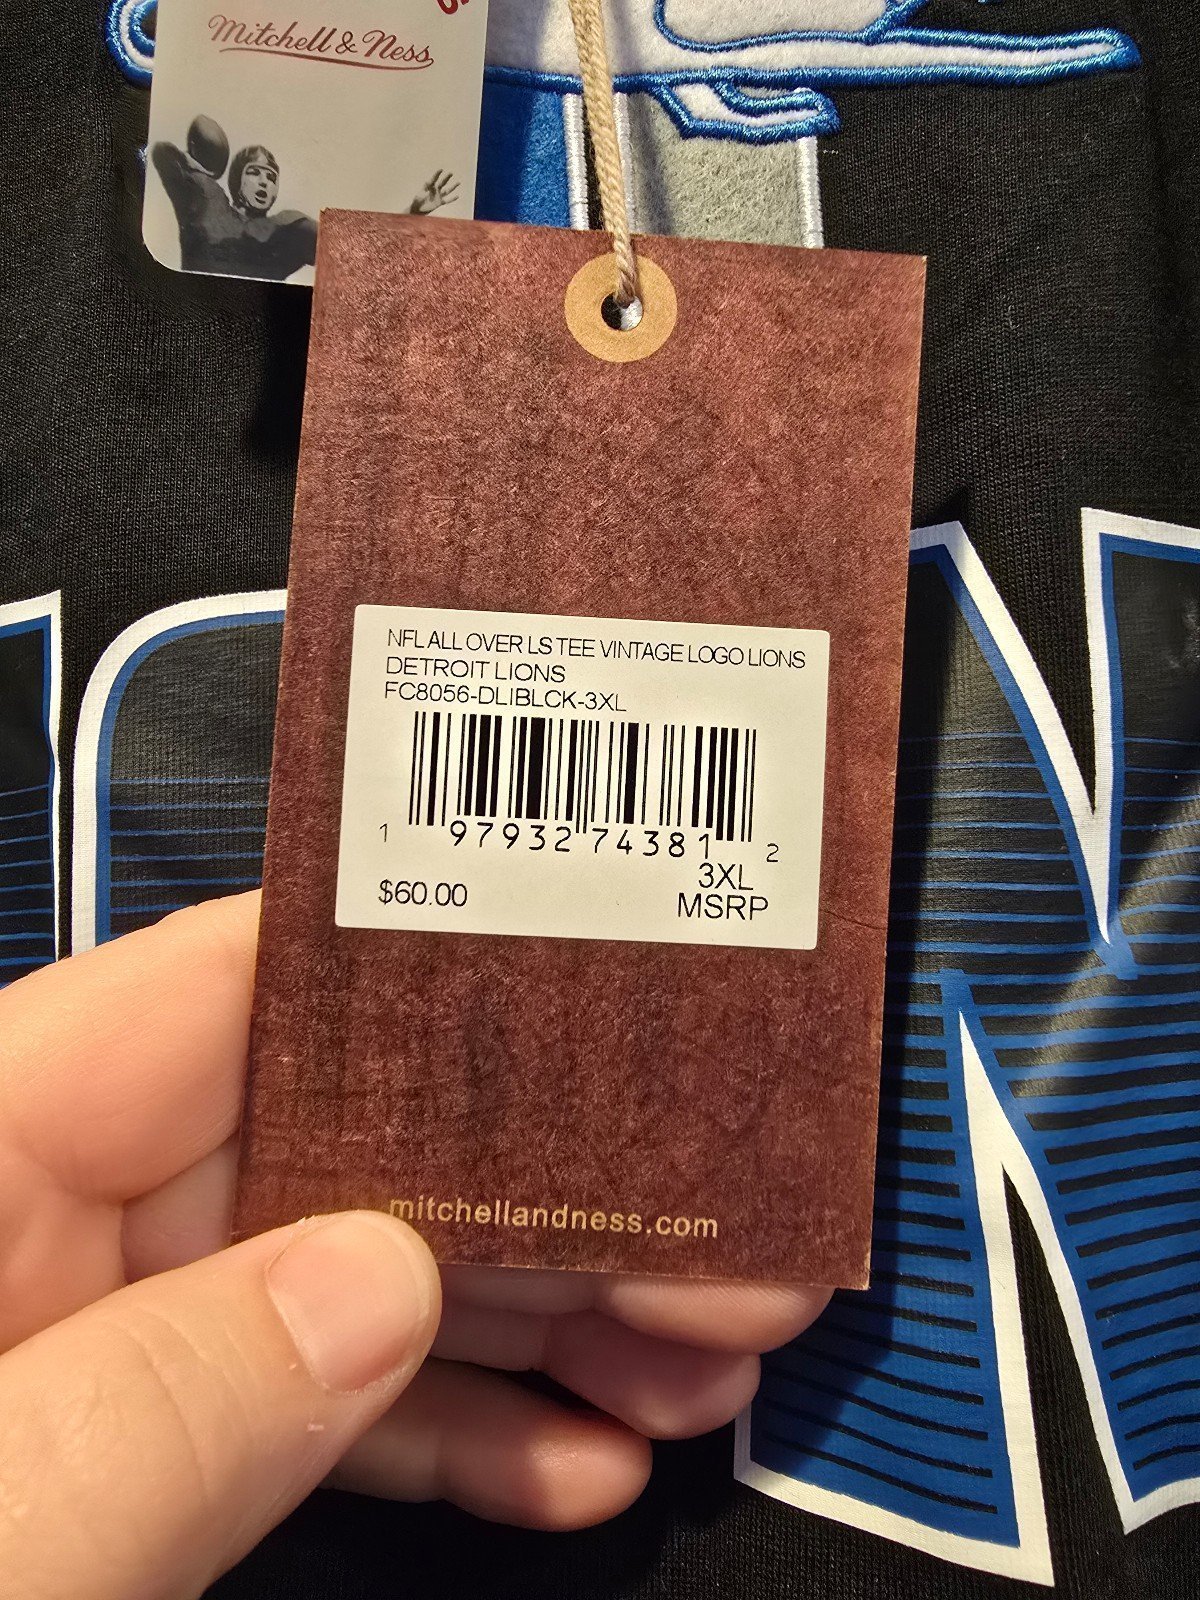 Mitchell & Ness
NFL ALL OVER LS TEE VINTAGE LOGO LIONS
DETROIT LIONS
FC8056-DLIBLCK-3XL
1 97932 74381 2
3XL
$60.00 MSRP
mitchellandness.com